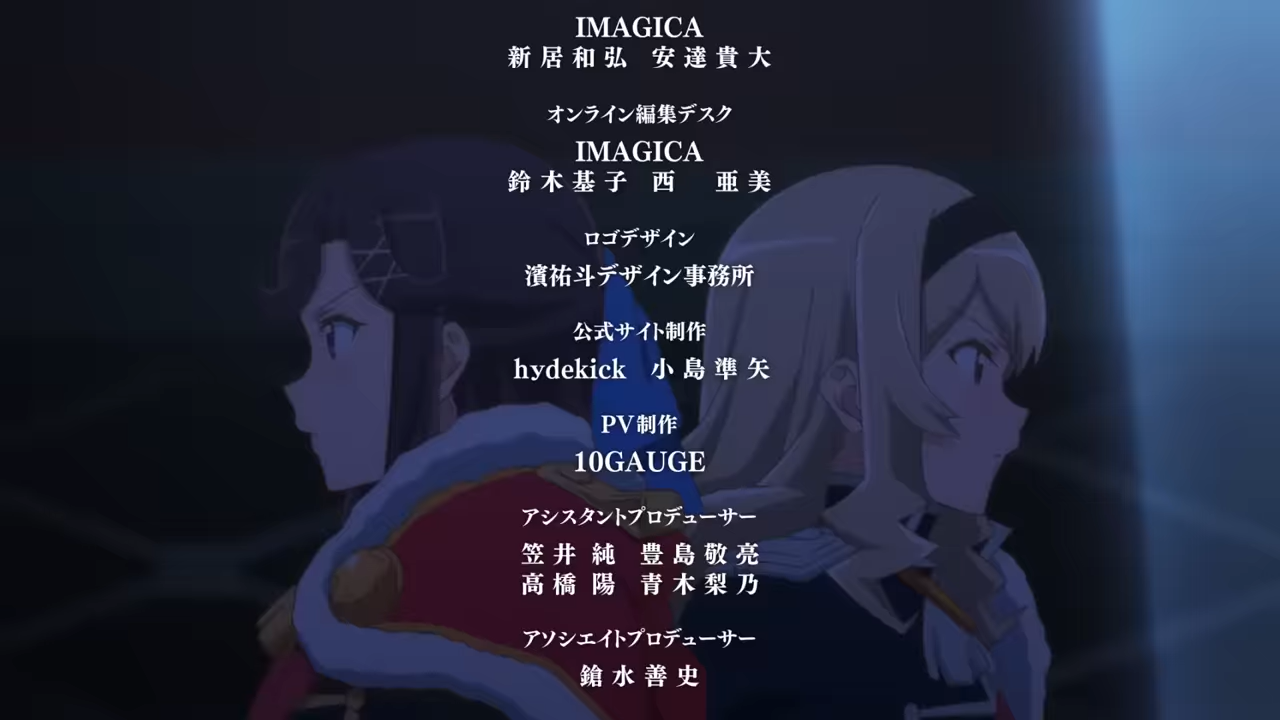 IMAGICA
新居和弘 安達貴大
オンライン編集デスク
IMAGICA
鈴木基子 西 亜美
ロゴデザイン
濱祐斗デザイン事務所
公式サイト制作
hydekick 小島準矢
PV制作
10GAUGE
アシスタントプロデューサー
笠井純 豊島敬亮
高橋陽 青木梨乃
アソシエイトプロデューサー
鎗水善史